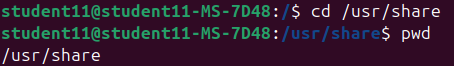 student11@student11-MS-7D48:/$ cd /usr/share
student11@student11-MS-7D48:/usr/share$ pwd
/usr/share